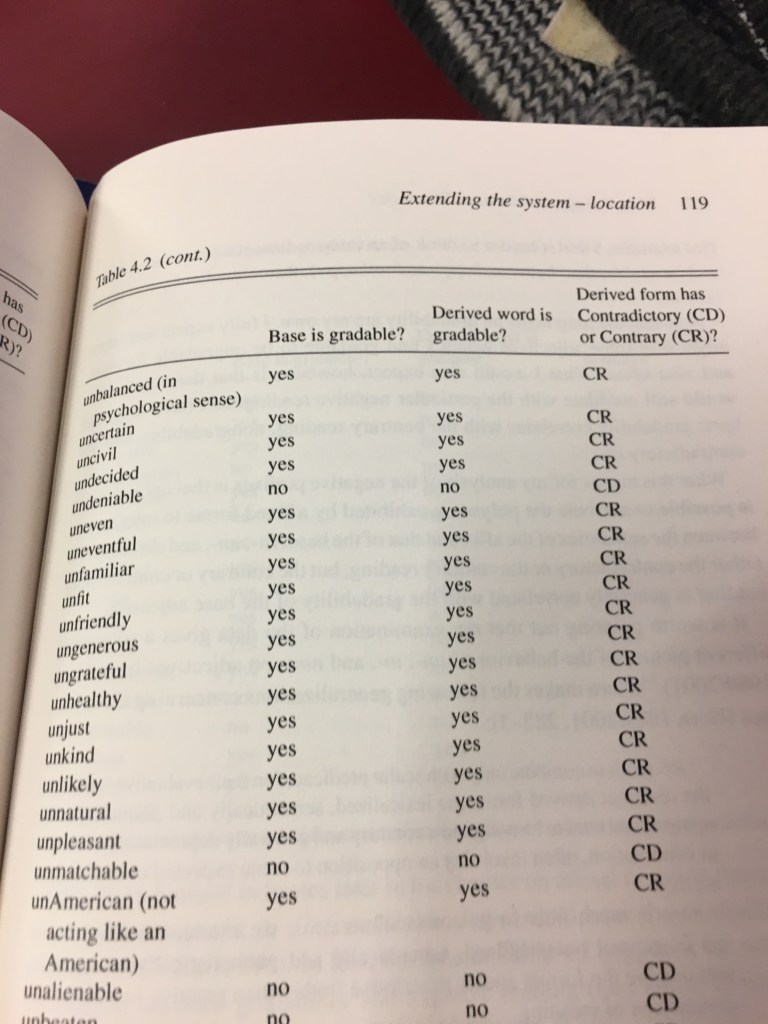 Extending the system – location 119
has
(CD)
R)?
Table 4.2 (cont.)
Base is gradable? Derived word is gradable? Derived form has Contradictory (CD) or Contrary (CR)?
unbalanced (in psychological sense) yes yes CR
uncertain yes yes CR
uncivil yes yes CR
undecided yes yes CR
undeniable no no CD
uneven yes yes CR
uneventful yes yes CR
unfamiliar yes yes CR
unfit yes yes CR
unfriendly yes yes CR
ungenerous yes yes CR
ungrateful yes yes CR
unhealthy yes yes CR
unjust yes yes CR
unkind yes yes CR
unlikely yes yes CR
unnatural yes yes CR
unpleasant yes yes CR
unmatchable no no CD
unAmerican (not yes yes CR
acting like an
American)
unalienable no no CD
unbeaten no no CD